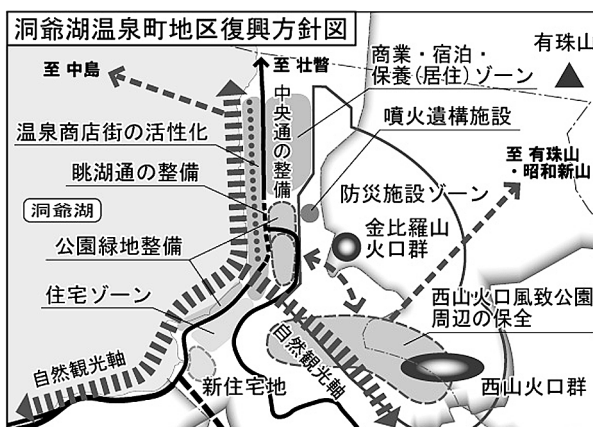 洞爺湖温泉町地区復興方針図
至 中島
至 壮瞥
商業・宿泊・
保養(居住)ゾーン
有珠山
温泉商店街の活性化
中央通の整備
噴火遺構施設
眺湖通の整備
防災施設ゾーン
至 有珠山
・昭和新山
洞爺湖
金比羅山
火口群
公園緑地整備
住宅ゾーン
西山火口風致公園
周辺の保全
自然観光軸
自然観光軸
新住宅地
西山火口群